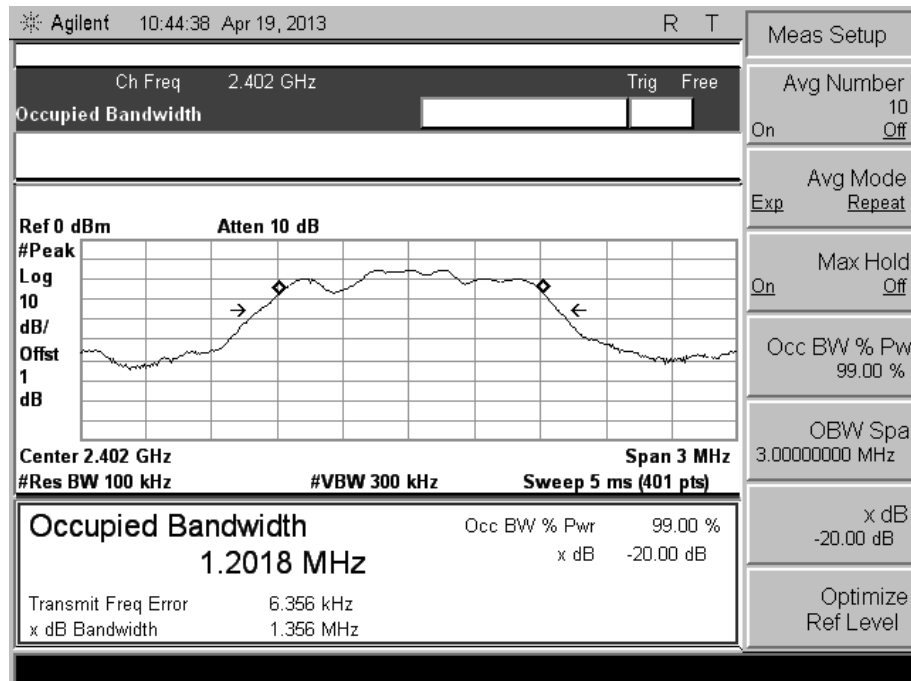 Agilent 10:44:38 Apr 19, 2013 R T
Ch Freq 2.402 GHz Trig Free
Occupied Bandwidth
Ref 0 dBm Atten 10 dB
#Peak
Log
10
dB/
Offst
1
dB
Center 2.402 GHz Span 3 MHz
#Res BW 100 kHz #VBW 300 kHz Sweep 5 ms (401 pts)
Occupied Bandwidth
1.2018 MHz
Occ BW % Pwr 99.00 %
x dB -20.00 dB
Transmit Freq Error 6.356 kHz
x dB Bandwidth 1.356 MHz
Meas Setup
Avg Number
10
On Off
Avg Mode
Exp Repeat
Max Hold
On Off
Occ BW % Pw
99.00 %
OBW Spa
3.00000000 MHz
x dB
-20.00 dB
Optimize
Ref Level